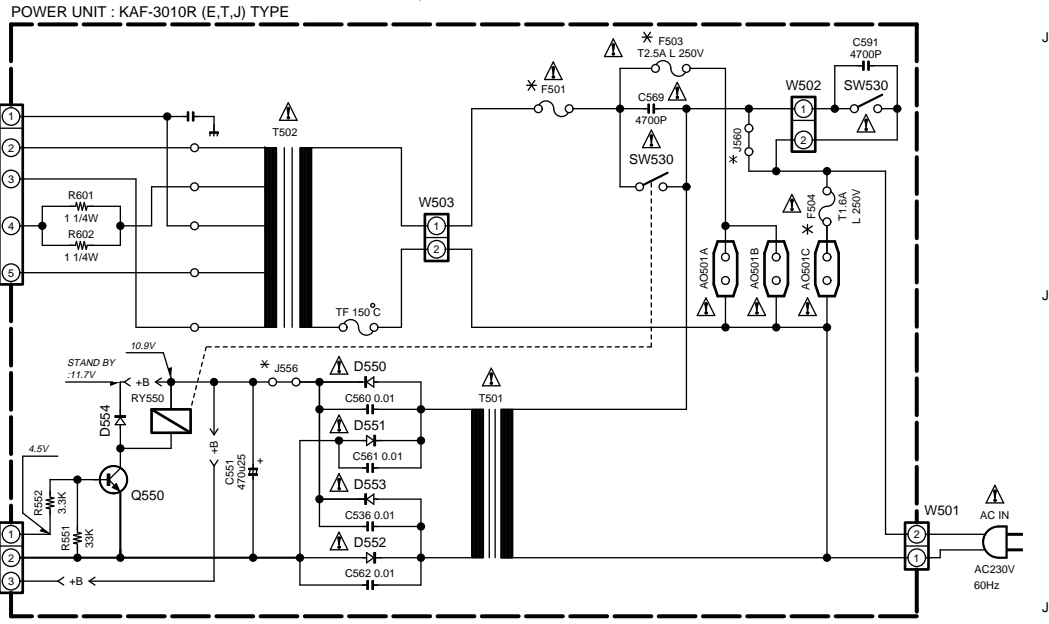 POWER UNIT : KAF-3010R (E,T,J) TYPE
J
F503
T2.5A L 250V
C591
4700P
F501
W502
SW530
C569
4700P
1
1
T502
SW530
J560
2
2
3
R601
1 1/4W
W503
F504
T1.6A
L 250V
4
1
R602
1 1/4W
2
AO501A
AO501B
AO501C
5
J
TF 150°C
10.9V
STAND BY
:11.7V
+B
J556
D550
RY550
C560 0.01
T501
D554
D551
+B
4.5V
C561 0.01
C551
470u25
+
D553
Q550
R552
3.3K
C536 0.01
W501
AC IN
R551
33K
1
D552
2
2
C562 0.01
1
3
+B
AC230V
60Hz
J